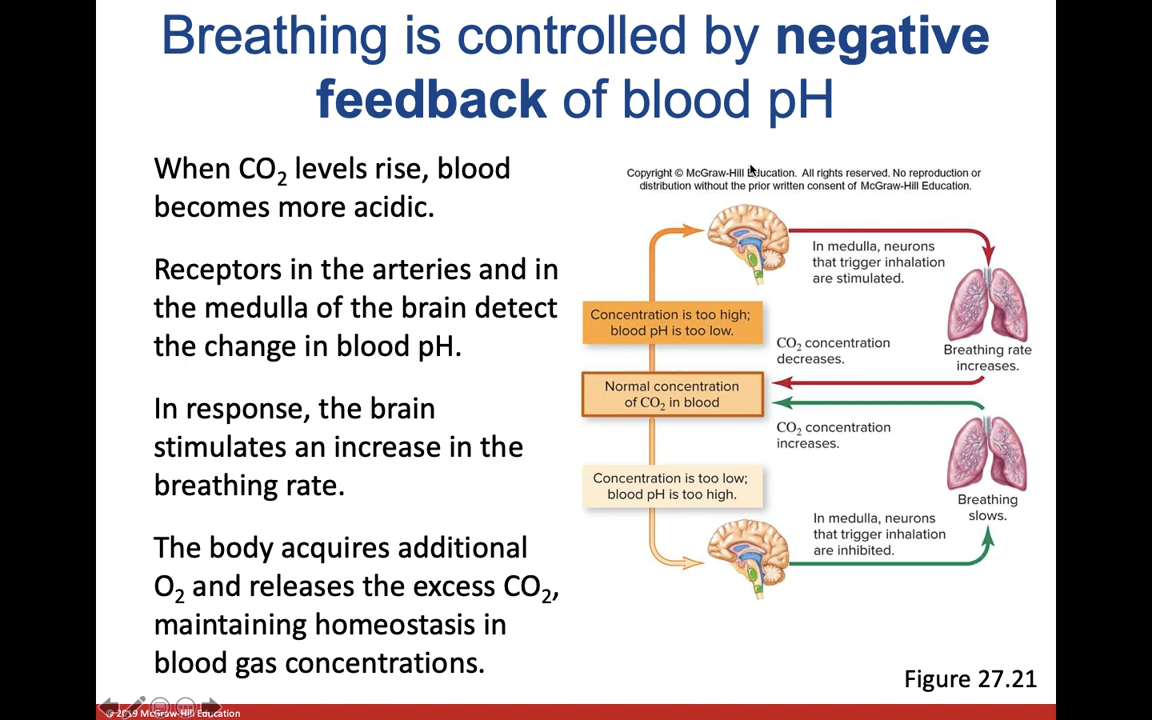 Breathing is controlled by negative
feedback of blood pH
When CO₂ levels rise, blood
becomes more acidic.
Receptors in the arteries and in
the medulla of the brain detect
the change in blood pH.
In response, the brain
stimulates an increase in the
breathing rate.
The body acquires additional
O₂ and releases the excess CO₂,
maintaining homeostasis in
blood gas concentrations.
Copyright © McGraw-Hill Education. All rights reserved. No reproduction or
distribution without the prior written consent of McGraw-Hill Education.
In medulla, neurons
that trigger inhalation
are stimulated.
Concentration is too high;
blood pH is too low.
CO₂ concentration
decreases.
Breathing rate
increases.
Normal concentration
of CO₂ in blood
CO₂ concentration
increases.
Concentration is too low;
blood pH is too high.
Breathing
slows.
In medulla, neurons
that trigger inhalation
are inhibited.
Figure 27.21
© 2019 McGraw-Hill Education